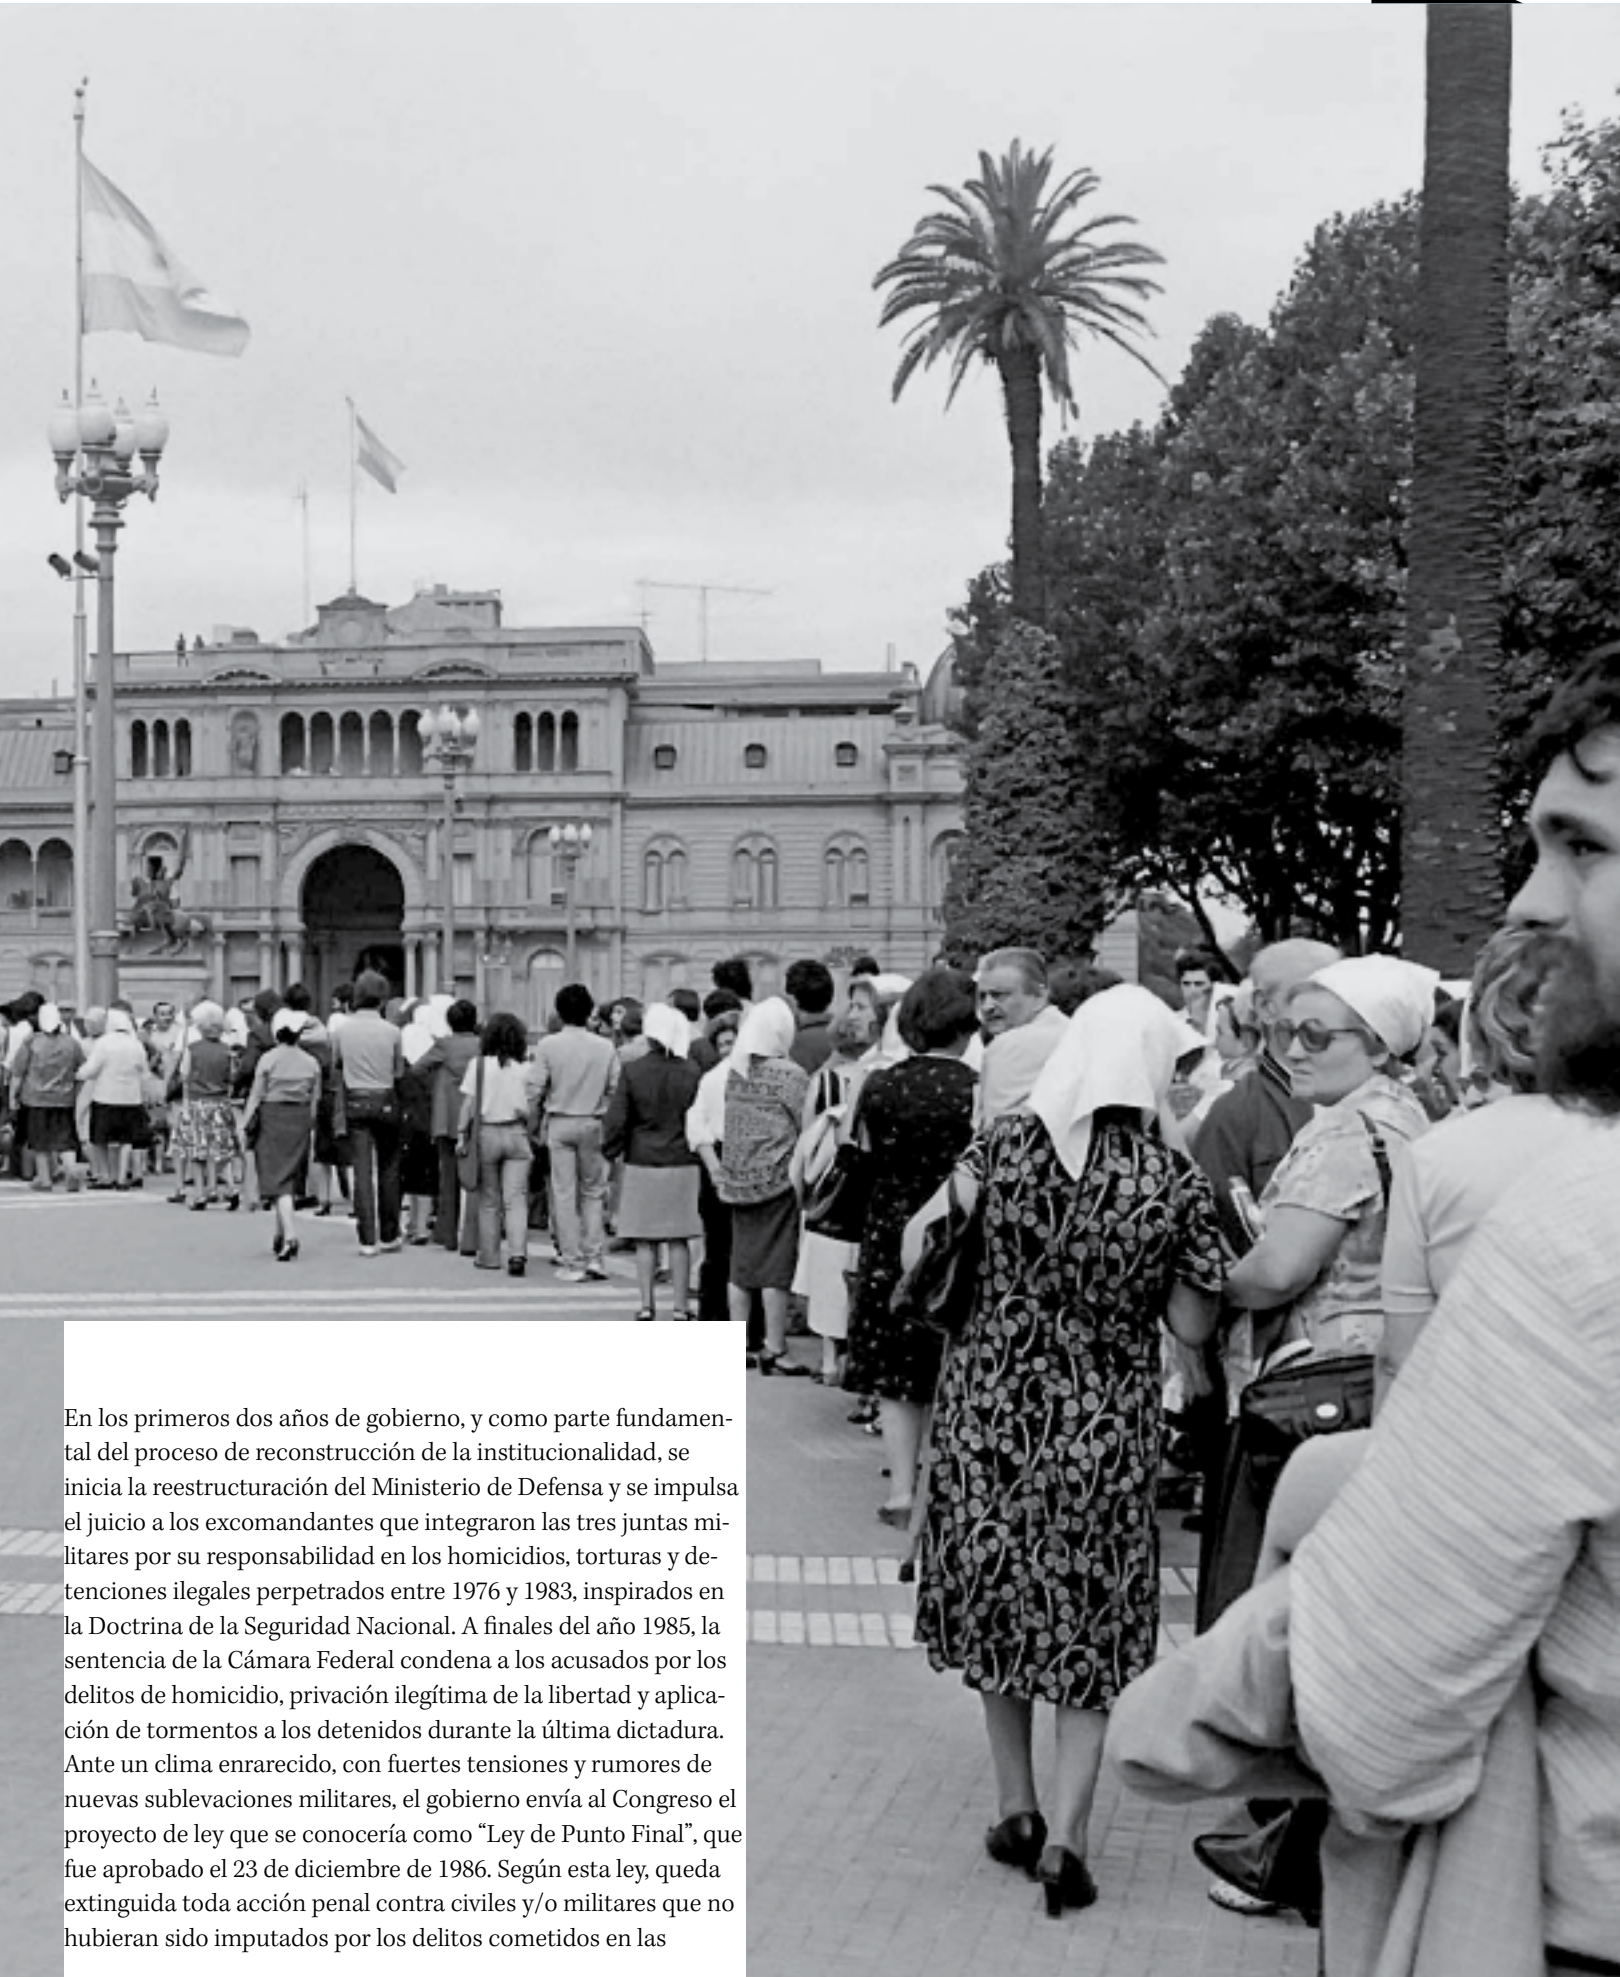 En los primeros dos años de gobierno, y como parte fundamen-
tal del proceso de reconstrucción de la institucionalidad, se
inicia la reestructuración del Ministerio de Defensa y se impulsa
el juicio a los excomandantes que integraron las tres juntas mi-
litares por su responsabilidad en los homicidios, torturas y de-
tenciones ilegales perpetrados entre 1976 y 1983, inspirados en
la Doctrina de la Seguridad Nacional. A finales del año 1985, la
sentencia de la Cámara Federal condena a los acusados por los
delitos de homicidio, privación ilegítima de la libertad y aplica-
ción de tormentos a los detenidos durante la última dictadura.
Ante un clima enrarecido, con fuertes tensiones y rumores de
nuevas sublevaciones militares, el gobierno envía al Congreso el
proyecto de ley que se conocería como “Ley de Punto Final”, que
fue aprobado el 23 de diciembre de 1986. Según esta ley, queda
extinguida toda acción penal contra civiles y/o militares que no
hubieran sido imputados por los delitos cometidos en las